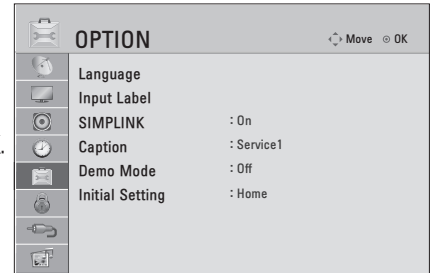 OPTION
Move
OK
Language
Input Label
SIMPLINK : On
Caption : Service1
Demo Mode : Off
Initial Setting : Home